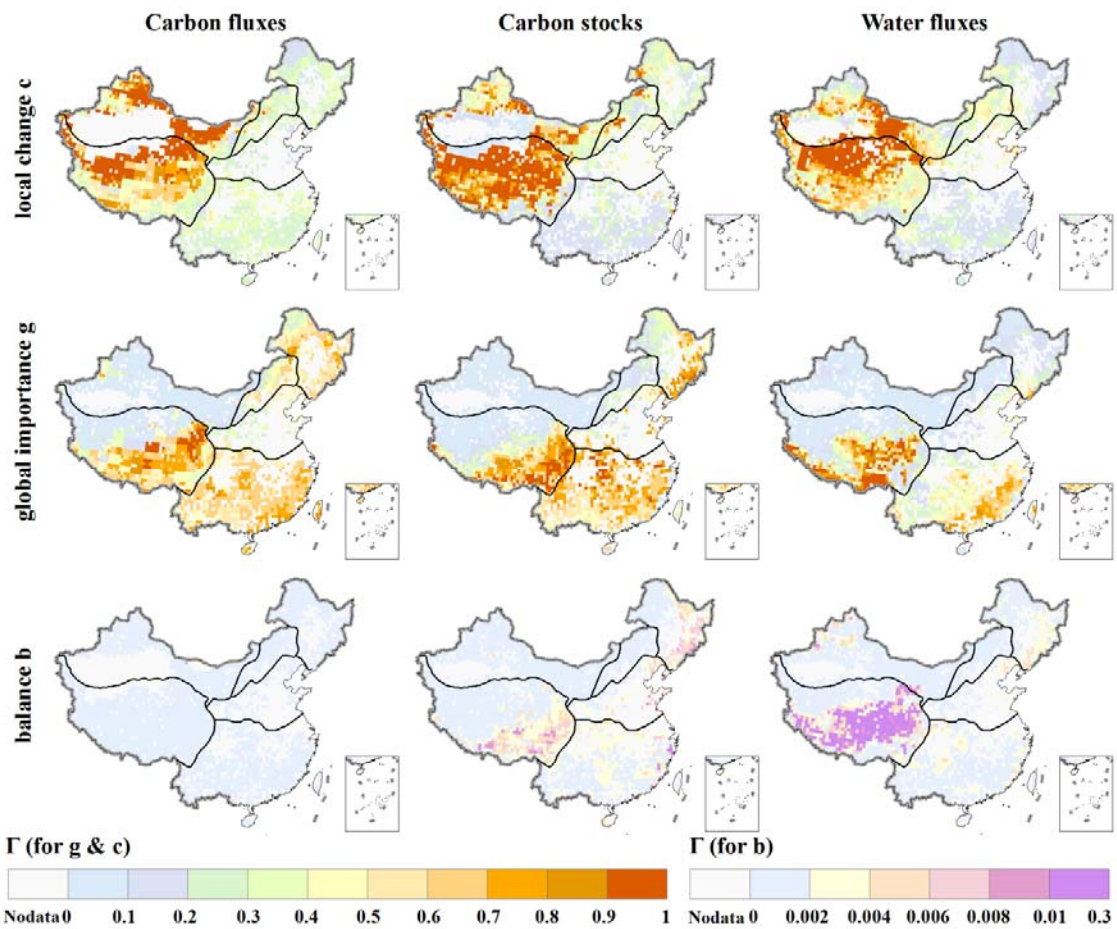 Carbon fluxes Carbon stocks Water fluxes
local change c
global importance g
balance b
Γ (for g & c) Γ (for b)
Nodata 0 0.1 0.2 0.3 0.4 0.5 0.6 0.7 0.8 0.9 1 Nodata 0 0.002 0.004 0.006 0.008 0.01 0.3